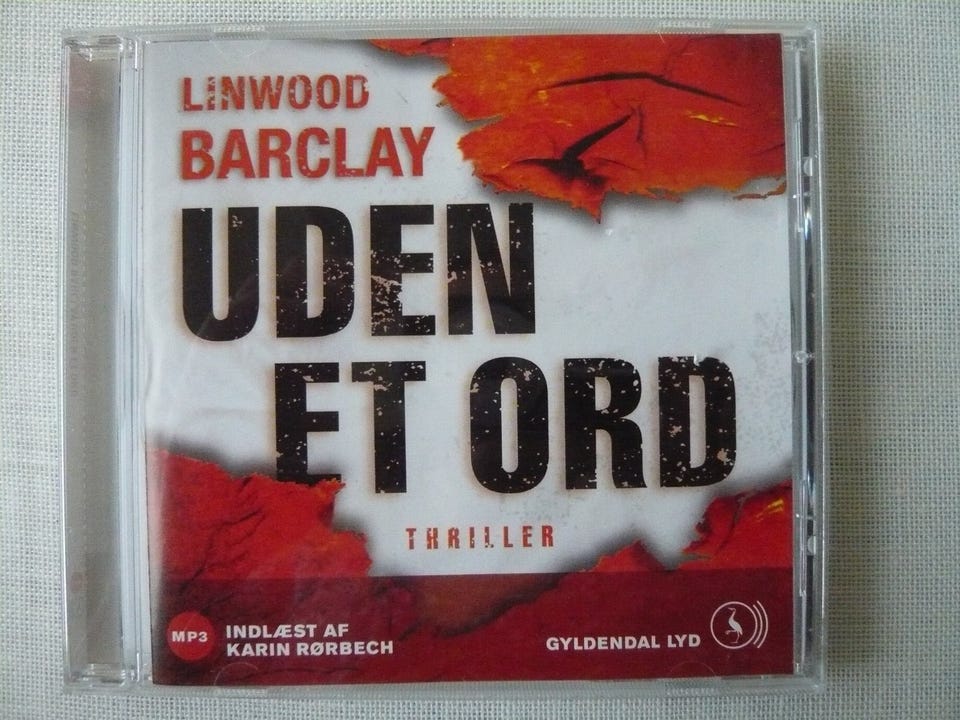 LINWOOD
BARCLAY
UDEN
ET ORD
THRILLER
MP3
INDLÆST AF
KARIN RØRBECH
GYLDENDAL LYD